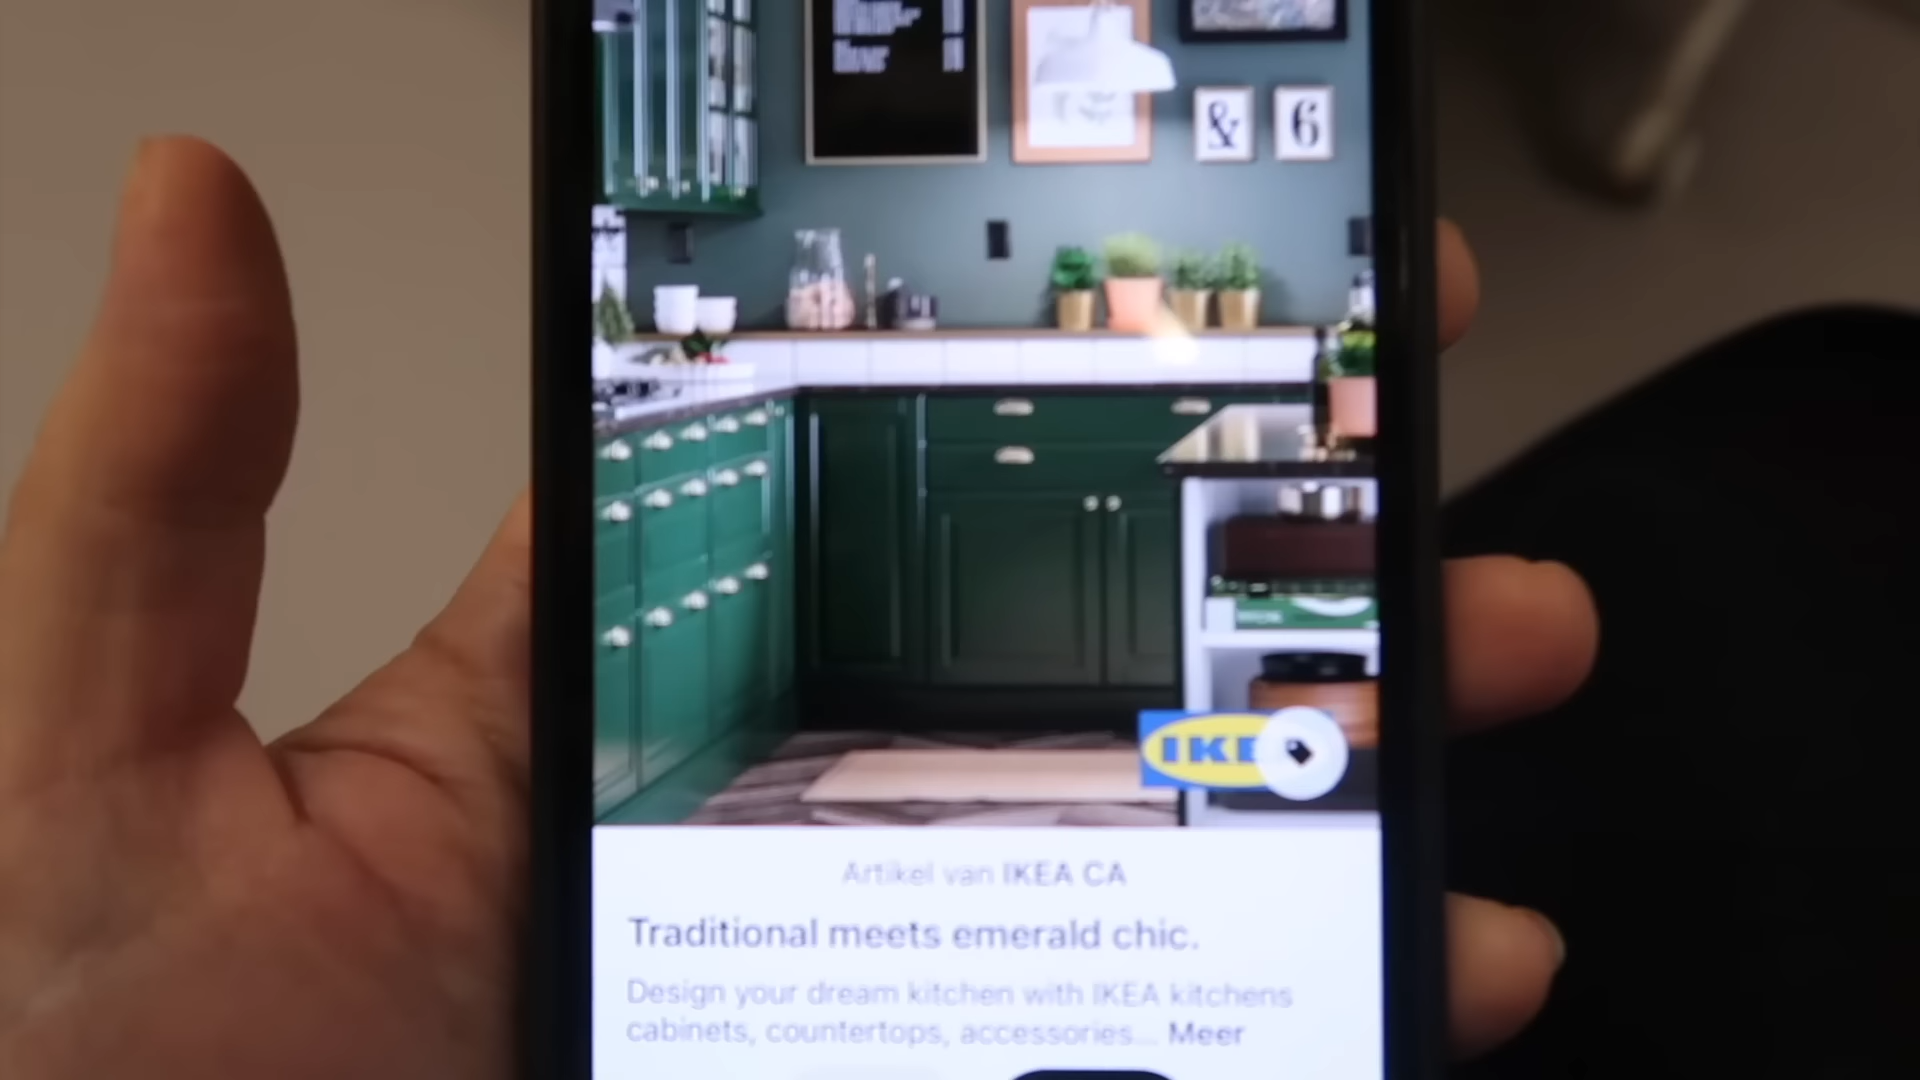 & 6
IKE
Artikel van IKEA CA
Traditional meets emerald chic.
Design your dream kitchen with IKEA kitchens
cabinets, countertops, accessories... Meer